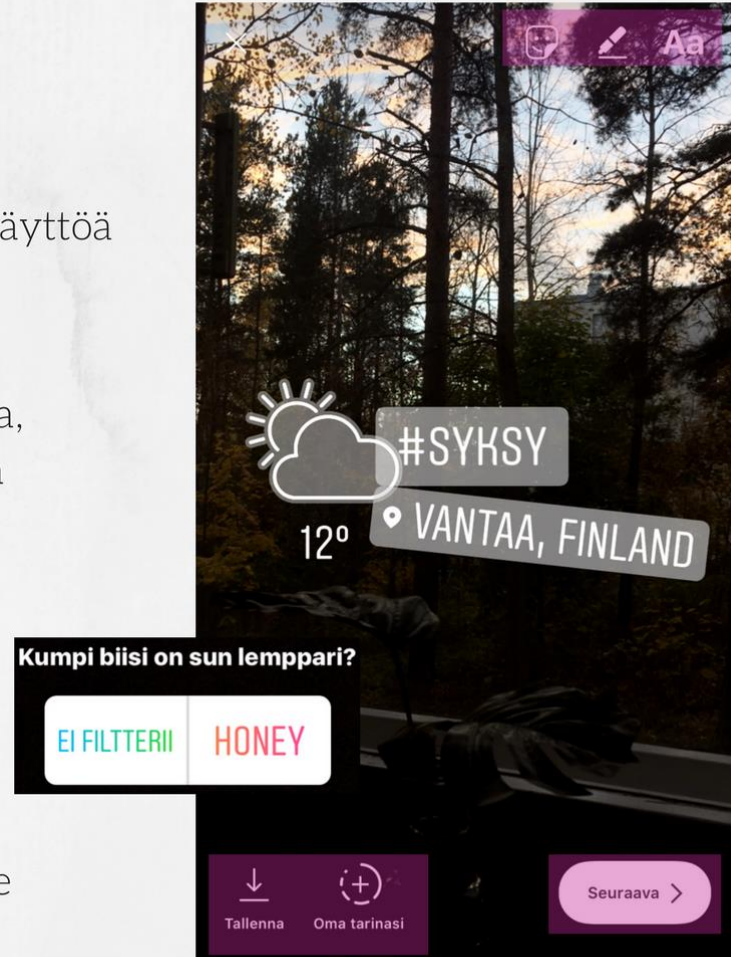 Aa
äyttöä
a,
#SYKSY
12°
VANTAA, FINLAND
Kumpi biisi on sun lemppari?
EI FILTTERII
HONEY
e
Tallenna
Oma tarinasi
Seuraava